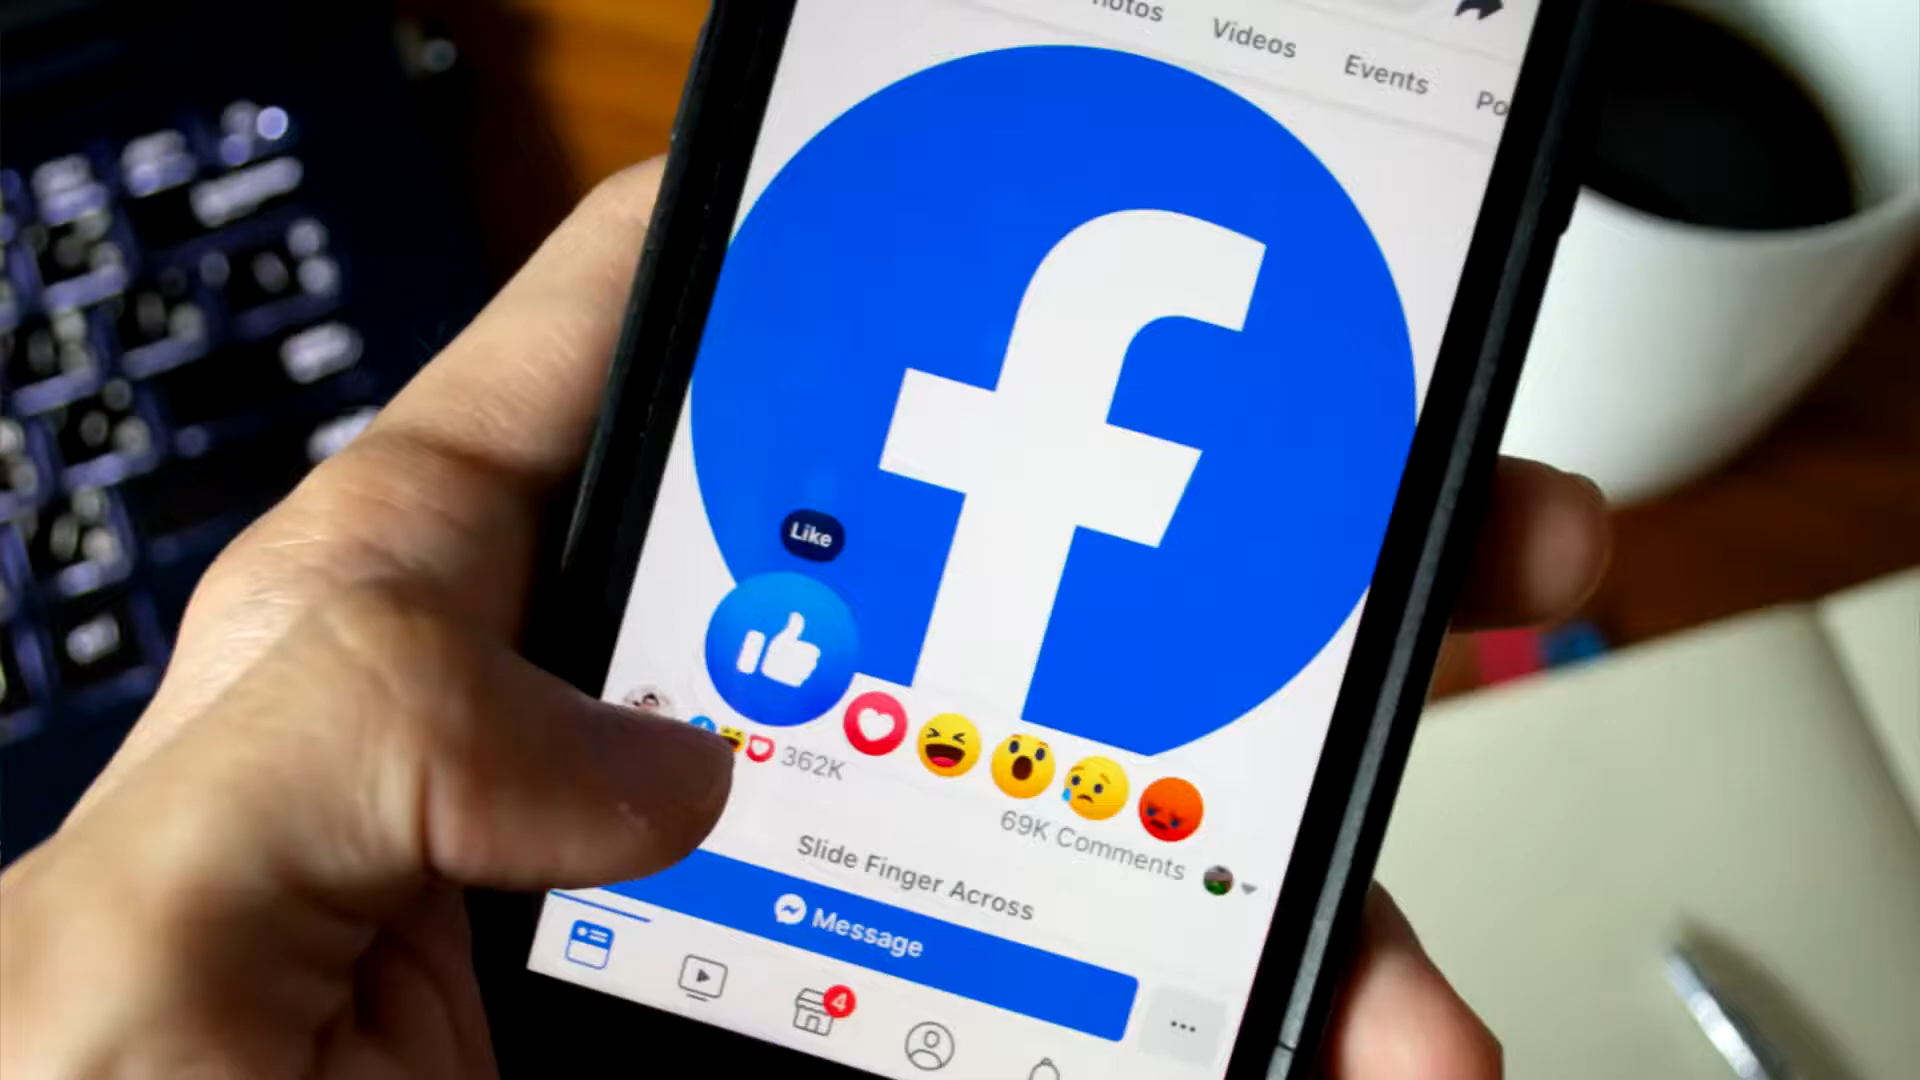 Videos
Events
Like
362K
69K Comments
Slide Finger Across
Message
4